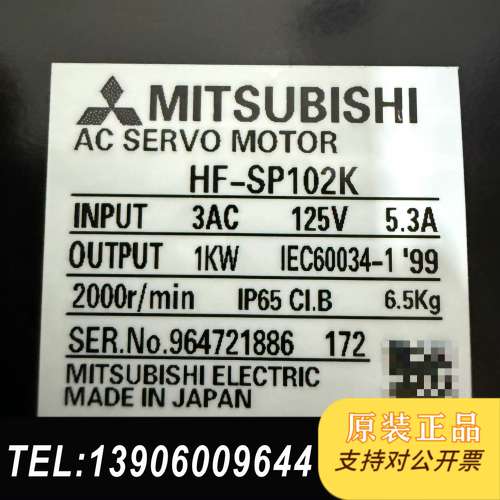 MITSUBISHI
AC SERVO MOTOR
HF-SP102K
INPUT 3AC 125V 5.3A
OUTPUT 1KW IEC60034-1 '99
2000r/min IP65 CI.B 6.5Kg
SER.No.964721886 172
MITSUBISHI ELECTRIC
MADE IN JAPAN
TEL:13906009644
原装正品
支持对公开票